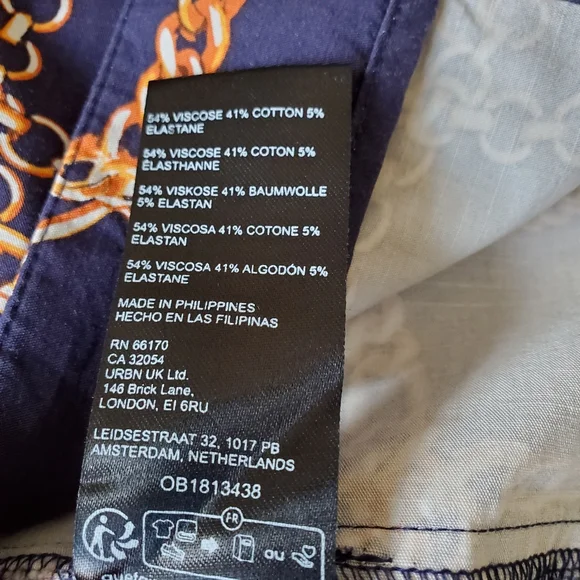 54% VISCOSE 41% COTTON 5%
ELASTANE
54% VISCOSE 41% COTON 5%
ÉLASTHANNE
54% VISKOSE 41% BAUMWOLLE
5% ELASTAN
54% VISCOSA 41% COTONE 5%
ELASTAN
54% VISCOSA 41% ALGODÓN 5%
ELASTANE
MADE IN PHILIPPINES
HECHO EN LAS FILIPINAS
RN 66170
CA 32054
URBN UK Ltd.
146 Brick Lane,
LONDON, EI 6RU
LEIDSESTRAAT 32, 1017 PB
AMSTERDAM, NETHERLANDS
OB1813438
FR
au